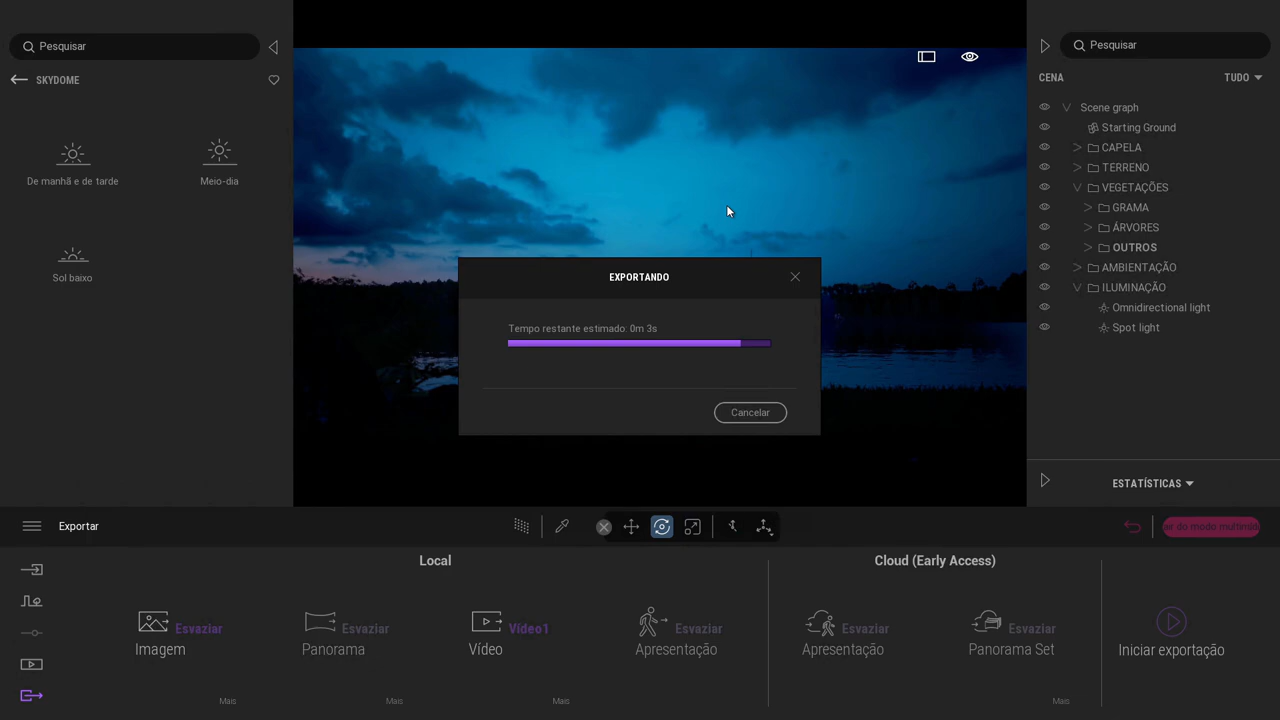 Pesquisar
SKYDOME
De manhã e de tarde
Meio-dia
Sol baixo
EXPORTANDO
Tempo restante estimado: 0m 3s
Cancelar
Pesquisar
CENA
TUDO
Scene graph
Starting Ground
CAPELA
TERRENO
VEGETAÇÕES
GRAMA
ÁRVORES
OUTROS
AMBIENTAÇÃO
ILUMINAÇÃO
Omnidirectional light
Spot light
ESTATÍSTICAS
Exportar
do modo
Local
Cloud (Early Access)
Esvaziar
Imagem
Esvaziar
Panorama
Vídeo1
Vídeo
Esvaziar
Apresentação
Esvaziar
Apresentação
Esvaziar
Panorama Set
Iniciar exportação
Mais
Mais
Mais
Mais